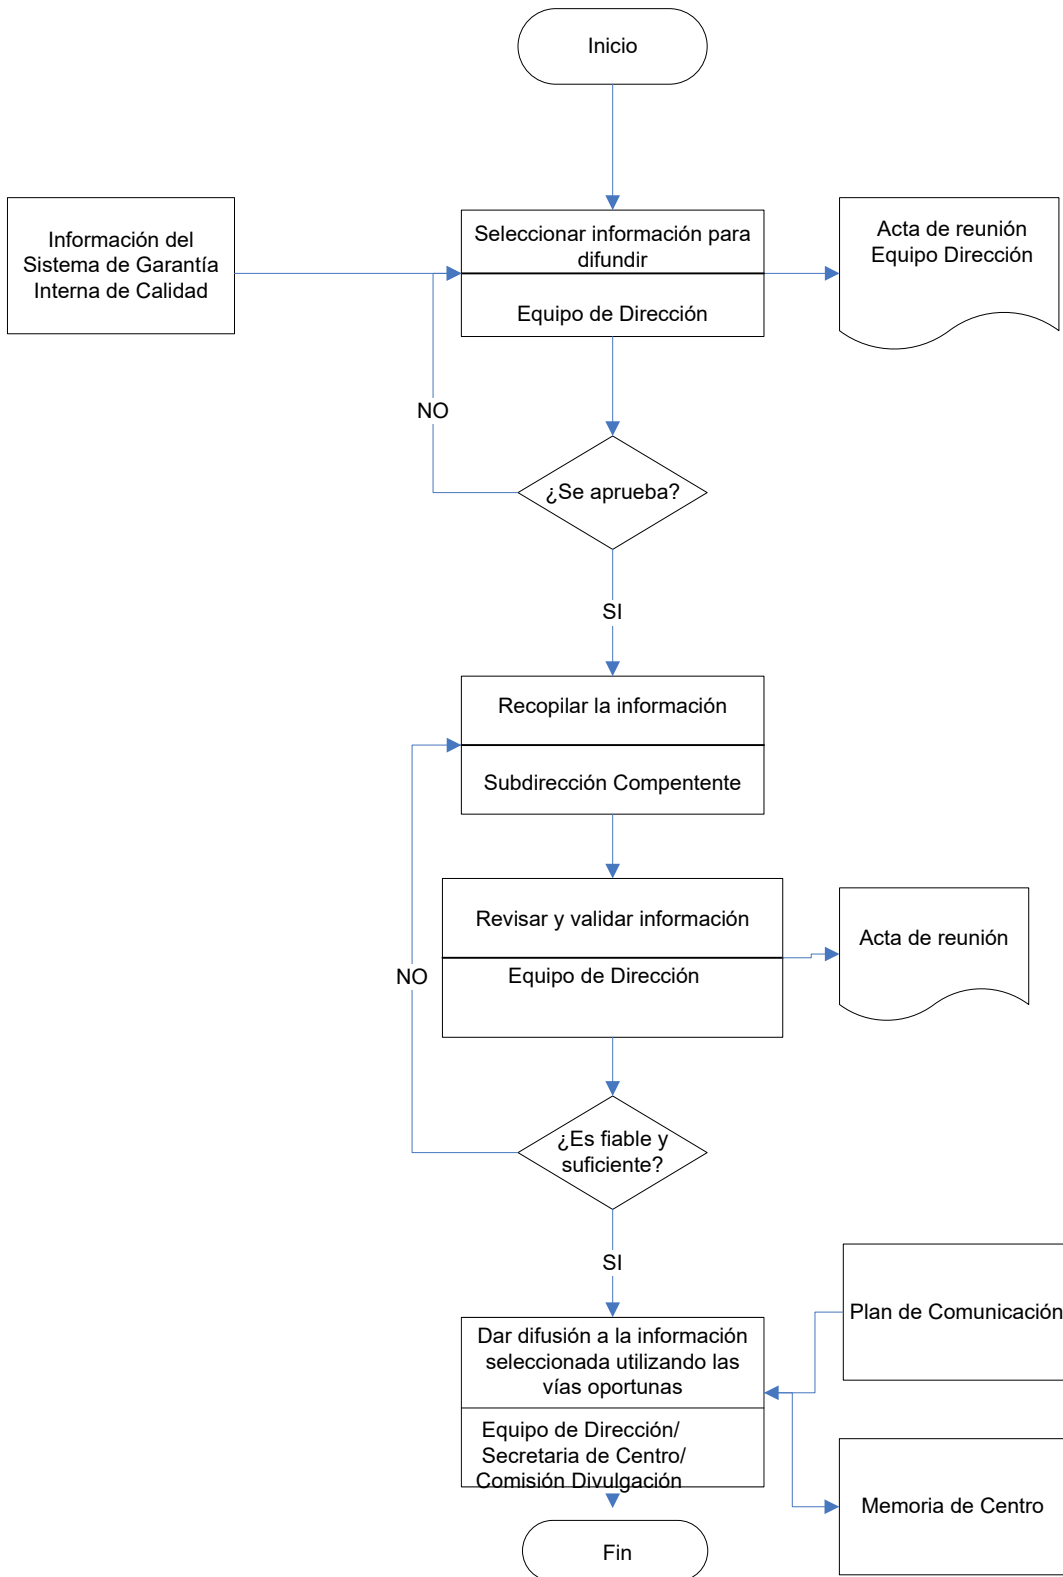 Inicio
Información del
Sistema de Garantía
Interna de Calidad
Seleccionar información para
difundir
Equipo de Dirección
Acta de reunión
Equipo Dirección
NO
¿Se aprueba?
SI
Recopilar la información
Subdirección Compentente
Revisar y validar información
Equipo de Dirección
Acta de reunión
NO
¿Es fiable y
suficiente?
SI
Dar difusión a la información
seleccionada utilizando las
vías oportunas
Equipo de Dirección/
Secretaria de Centro/
Comisión Divulgación
Plan de Comunicación
Memoria de Centro
Fin